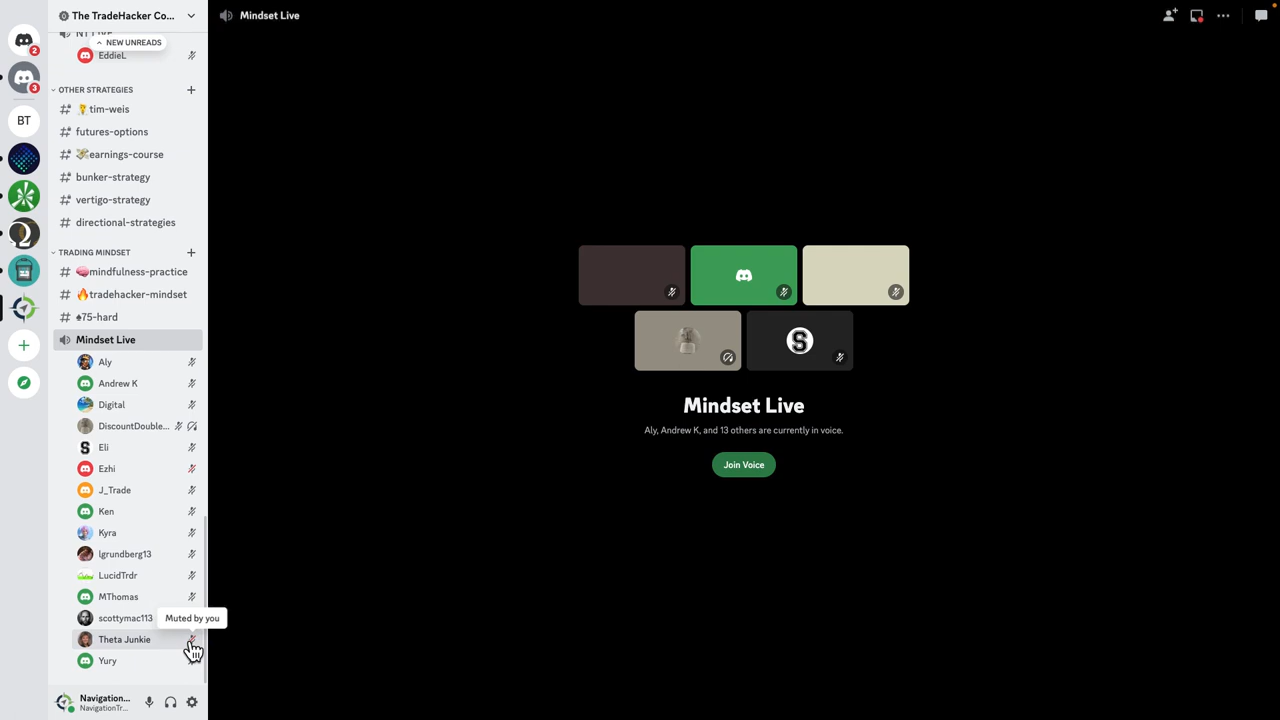 The TradeHacker Co...
Mindset Live
NEW UNREADS
EddieL
2
3
BT
OTHER STRATEGIES
tim-weis
futures-options
earnings-course
bunker-strategy
vertigo-strategy
directional-strategies
TRADING MINDSET
mindfulness-practice
tradehacker-mindset
75-hard
Mindset Live
Aly
Andrew K
Digital
DiscountDouble...
Eli
Ezhi
J_Trade
Ken
Kyra
lgrundberg13
LucidTrdr
MThomas
scottymac113
Muted by you
Theta Junkie
Yury
Navigation...
NavigationTr...
S
Mindset Live
Aly, Andrew K, and 13 others are currently in voice.
Join Voice